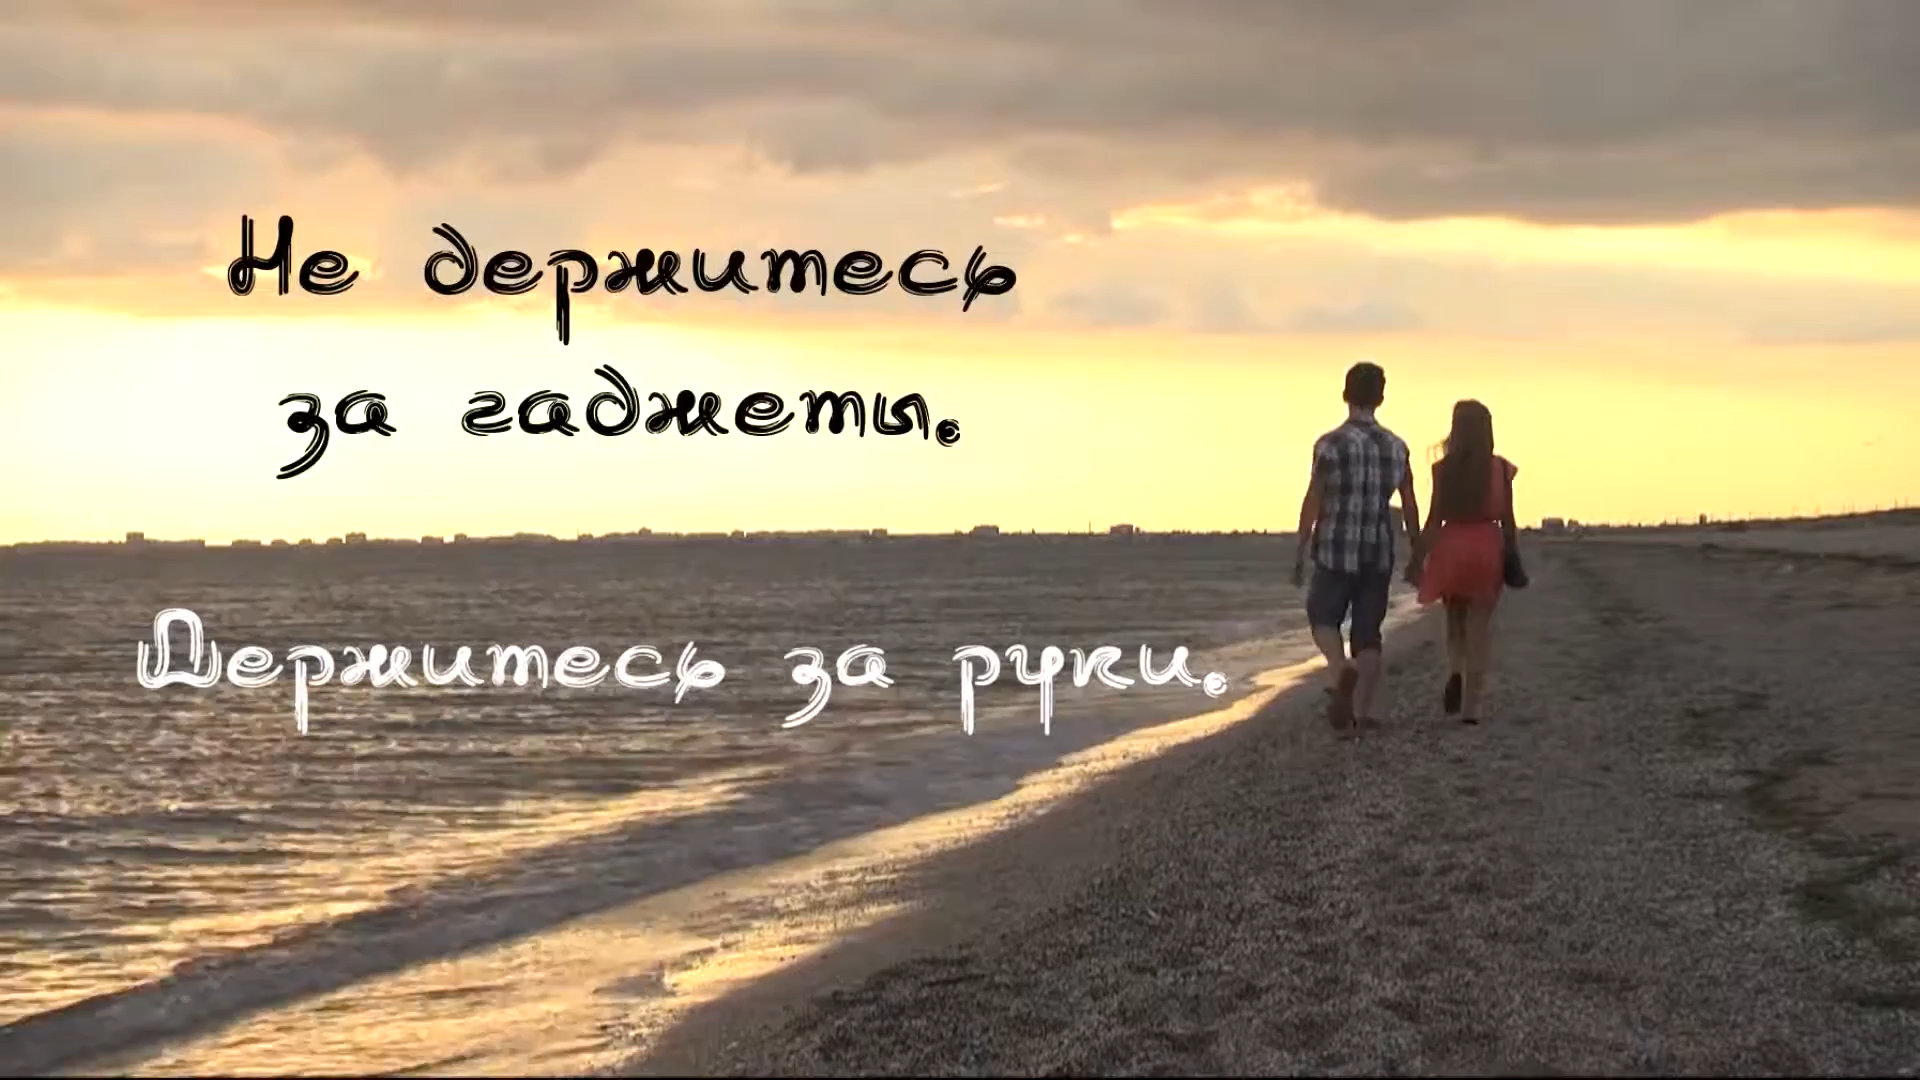 Не держитесь
за гаджеты.
Держитесь за руки.